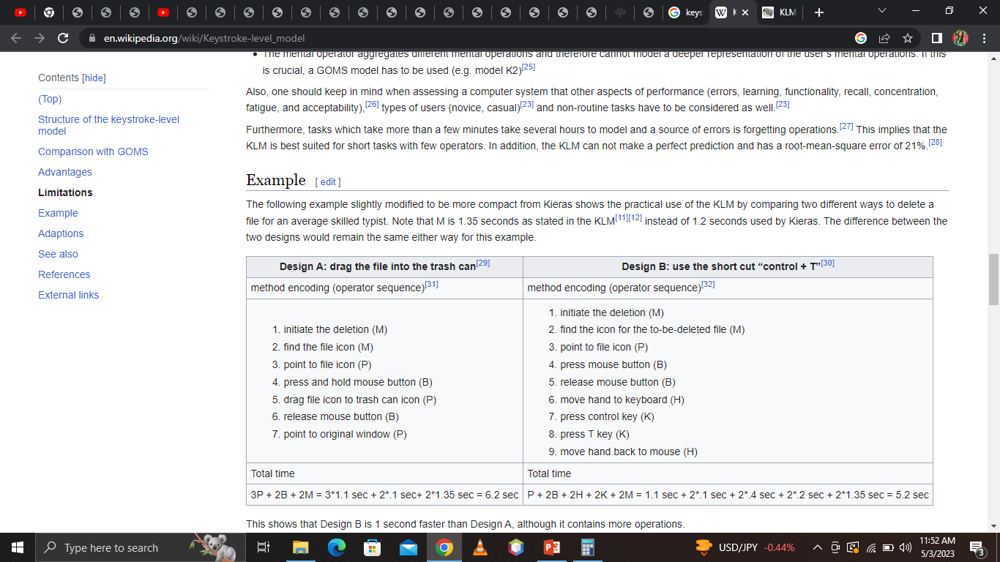 keys
W K
KLM
en.wikipedia.org/wiki/Keystroke-level_model
Contents [hide]
(Top)
Structure of the keystroke-level
model
Comparison with GOMS
Advantages
Limitations
Example
Adaptions
See also
References
External links
• The mental operator aggregates different mental operations and therefore cannot model a deeper representation of the user's mental operations. If this
is crucial, a GOMS model has to be used (e.g. model K2)[25]
Also, one should keep in mind when assessing a computer system that other aspects of performance (errors, learning, functionality, recall, concentration,
fatigue, and acceptability),[26] types of users (novice, casual)[23] and non-routine tasks have to be considered as well.[23]
Furthermore, tasks which take more than a few minutes take several hours to model and a source of errors is forgetting operations.[27] This implies that the
KLM is best suited for short tasks with few operators. In addition, the KLM can not make a perfect prediction and has a root-mean-square error of 21%.[28]
Example [ edit ]
The following example slightly modified to be more compact from Kieras shows the practical use of the KLM by comparing two different ways to delete a
file for an average skilled typist. Note that M is 1.35 seconds as stated in the KLM[11][12] instead of 1.2 seconds used by Kieras. The difference between the
two designs would remain the same either way for this example.
Design A: drag the file into the trash can[29]
method encoding (operator sequence)[31]
1. initiate the deletion (M)
2. find the file icon (M)
3. point to file icon (P)
4. press and hold mouse button (B)
5. drag file icon to trash can icon (P)
6. release mouse button (B)
7. point to original window (P)
Total time
3P + 2B + 2M = 3*1.1 sec + 2*.1 sec+ 2*1.35 sec = 6.2 sec
Design B: use the short cut “control + T”[30]
method encoding (operator sequence)[32]
1. initiate the deletion (M)
2. find the icon for the to-be-deleted file (M)
3. point to file icon (P)
4. press mouse button (B)
5. release mouse button (B)
6. move hand to keyboard (H)
7. press control key (K)
8. press T key (K)
9. move hand back to mouse (H)
Total time
P + 2B + 2H + 2K + 2M = 1.1 sec + 2*.1 sec + 2*.4 sec + 2*.2 sec + 2*1.35 sec = 5.2 sec
This shows that Design B is 1 second faster than Design A, although it contains more operations.
Type here to search
USD/JPY -0.44%
11:52 AM
5/3/2023
3